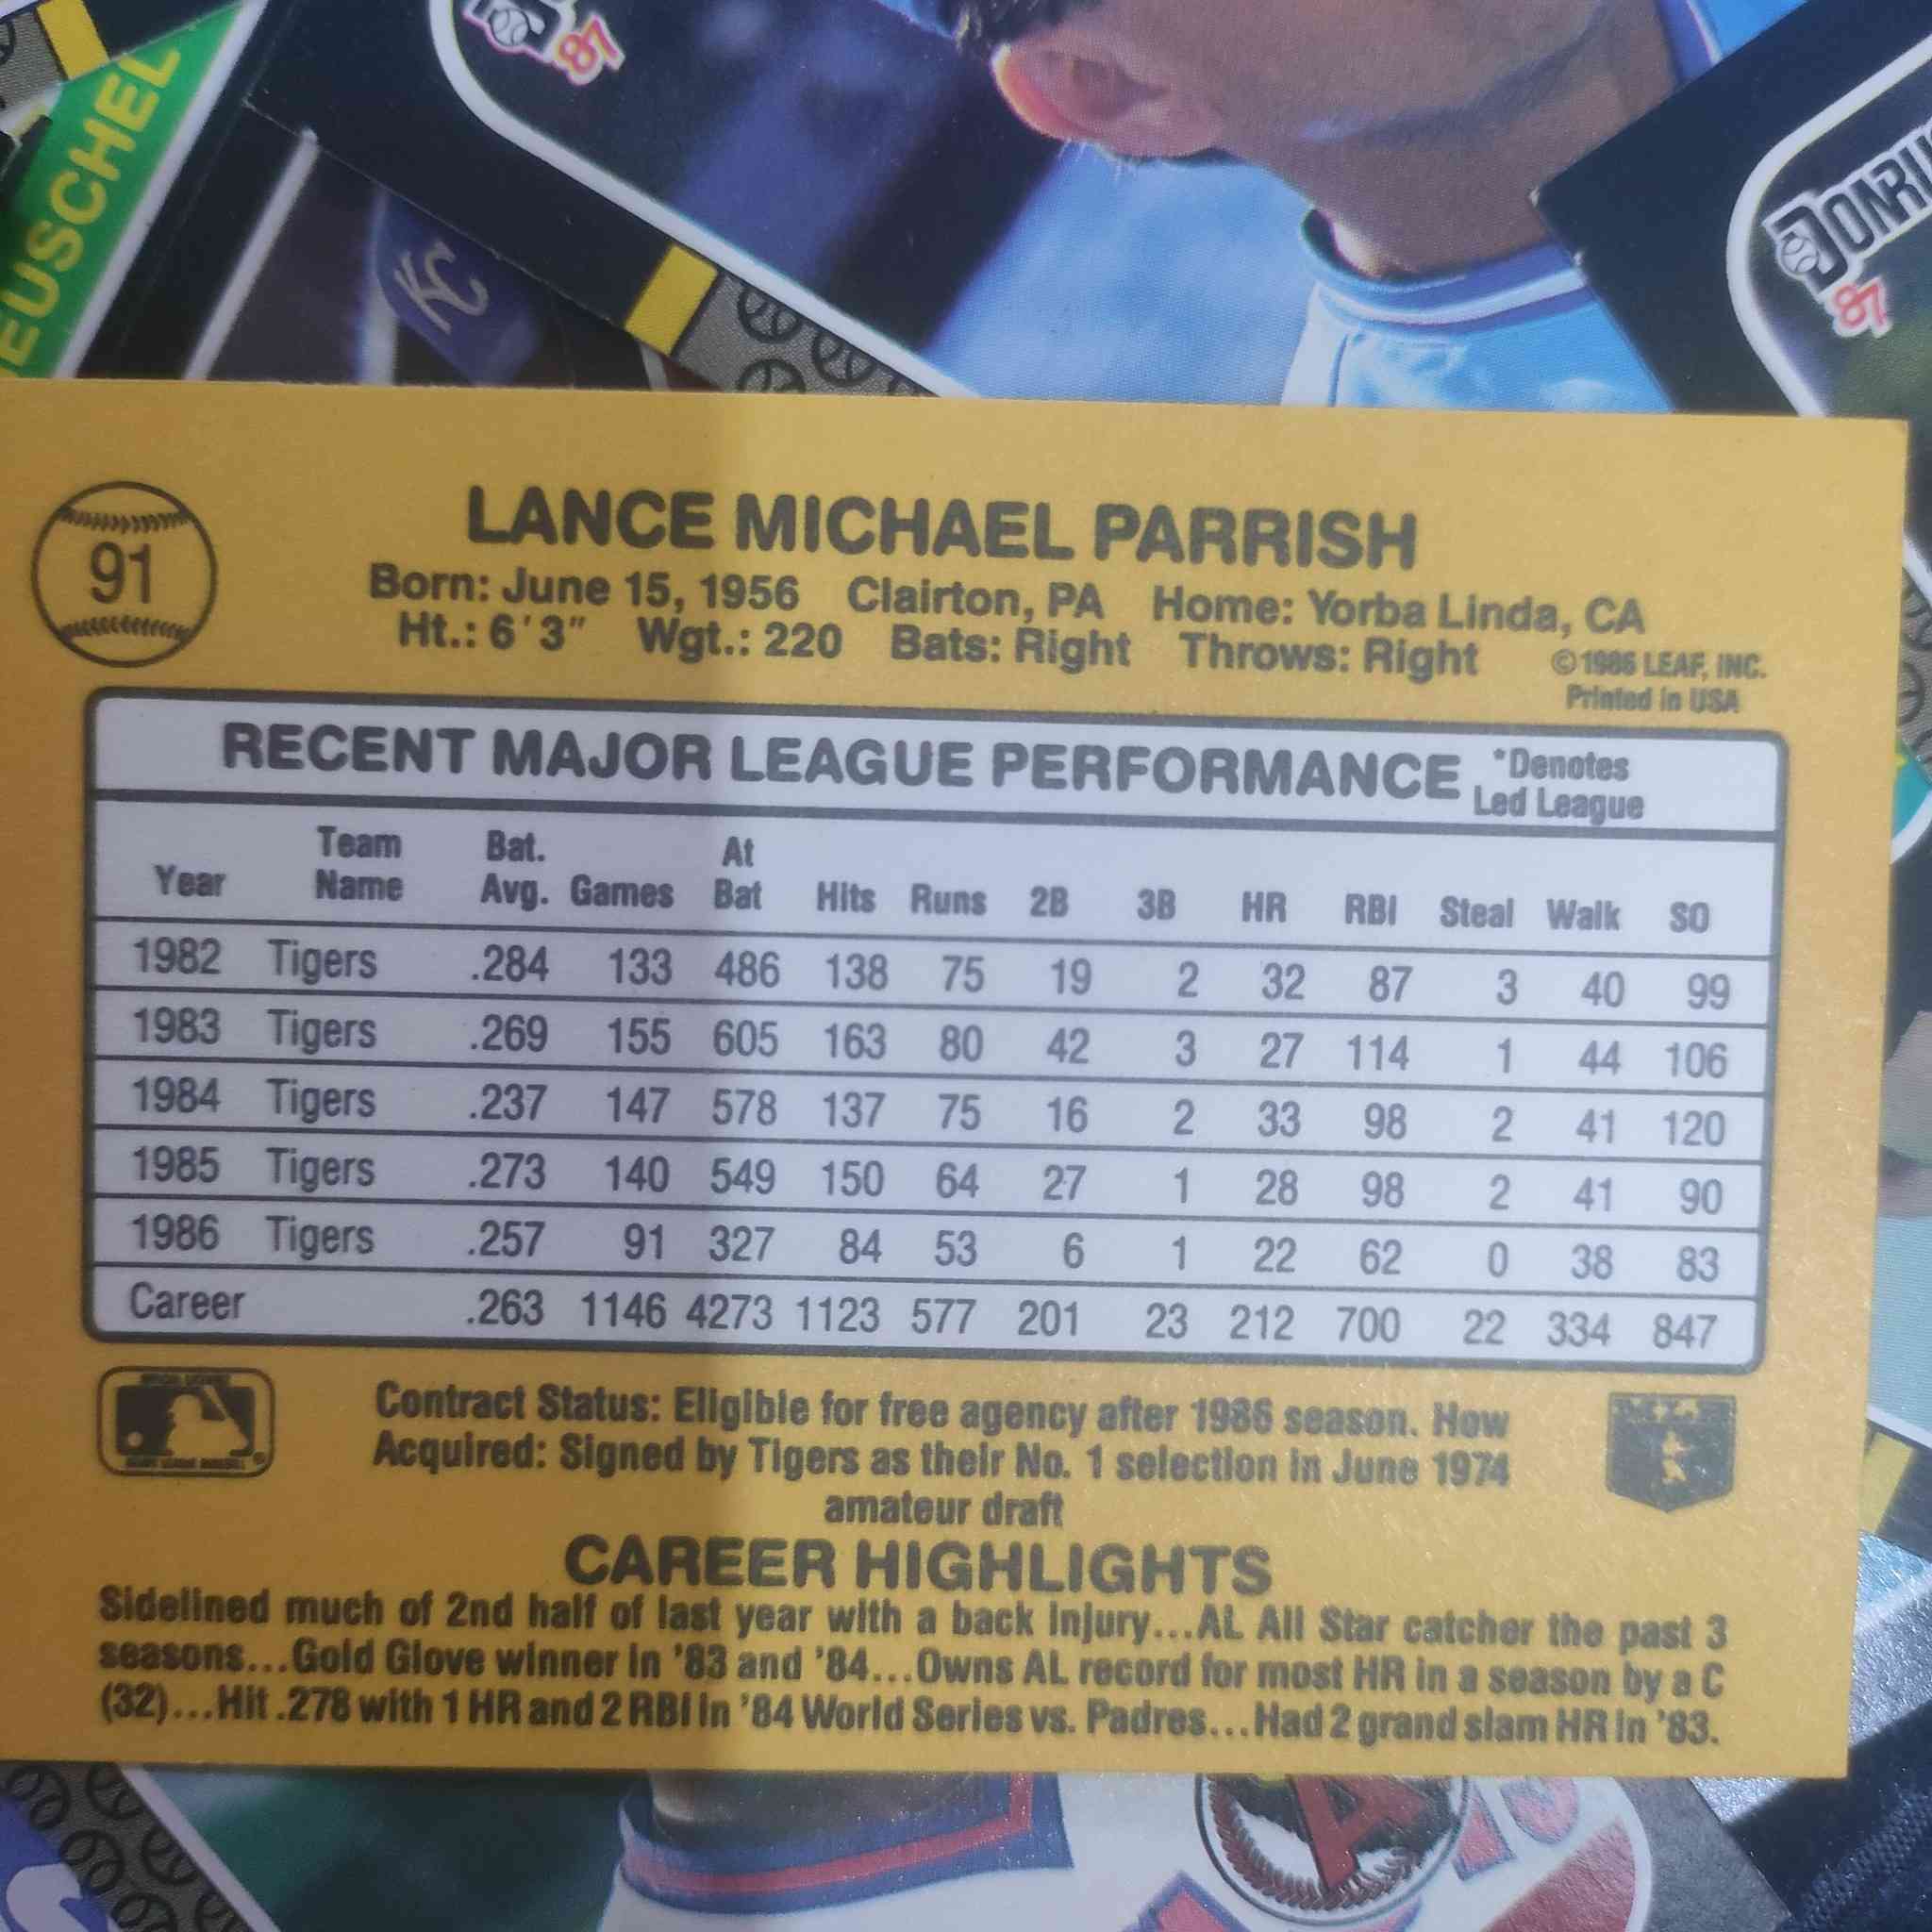 87
EUSCHEL
KC
87
91
LANCE MICHAEL PARRISH
Born: June 15, 1956 Clairton, PA Home: Yorba Linda, CA
Ht.: 6'3" Wgt.: 220 Bats: Right Throws: Right ©1986 LEAF, INC.
Printed in USA
RECENT MAJOR LEAGUE PERFORMANCE *Denotes
Led League
Year Team Name Bat. Avg. Games At Bat Hits Runs 2B 3B HR RBI Steal Walk SO
1982 Tigers .284 133 486 138 75 19 2 32 87 3 40 99
1983 Tigers .269 155 605 163 80 42 3 27 114 1 44 106
1984 Tigers .237 147 578 137 75 16 2 33 98 2 41 120
1985 Tigers .273 140 549 150 64 27 1 28 98 2 41 90
1986 Tigers .257 91 327 84 53 6 1 22 62 0 38 83
Career .263 1146 4273 1123 577 201 23 212 700 22 334 847
Contract Status: Eligible for free agency after 1986 season. How
Acquired: Signed by Tigers as their No. 1 selection in June 1974
amateur draft
CAREER HIGHLIGHTS
Sidelined much of 2nd half of last year with a back injury...AL All Star catcher the past 3
seasons...Gold Glove winner in '83 and '84...Owns AL record for most HR in a season by a C
(32)...Hit .278 with 1 HR and 2 RBI in '84 World Series vs. Padres...Had 2 grand slam HR in '83.
A